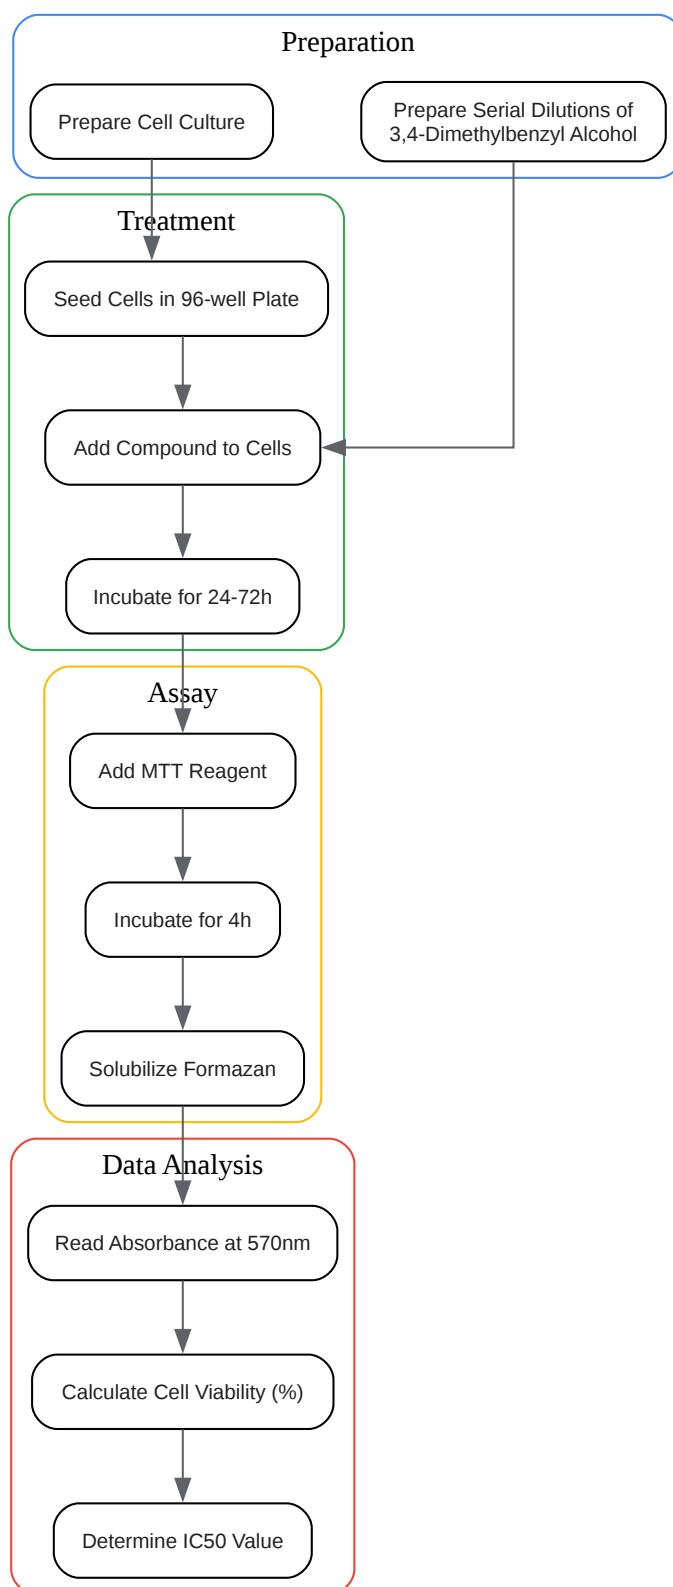 Preparation
Prepare Cell Culture
Prepare Serial Dilutions of
3,4-Dimethylbenzyl Alcohol
Treatment
Seed Cells in 96-well Plate
Add Compound to Cells
Incubate for 24-72h
Assay
Add MTT Reagent
Incubate for 4h
Solubilize Formazan
Data Analysis
Read Absorbance at 570nm
Calculate Cell Viability (%)
Determine IC50 Value